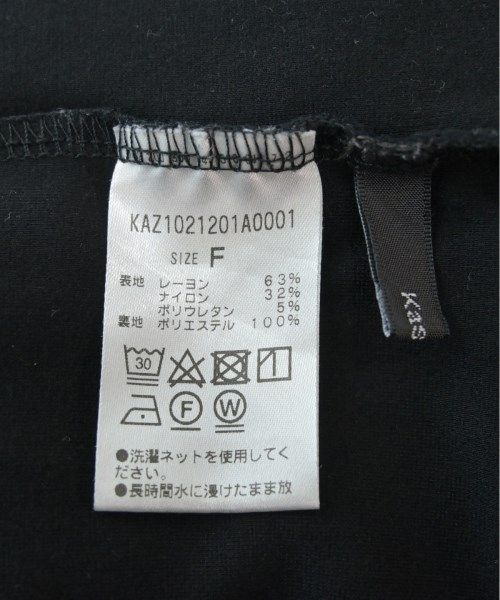 KAZ1021201A0001
SIZE F
表地 レーヨン 63%
ナイロン 32%
ポリウレタン 5%
裏地 ポリエステル 100%
30
F W
●洗濯ネットを使用してく
ださい。
●長時間水に浸けたまま放
Kas